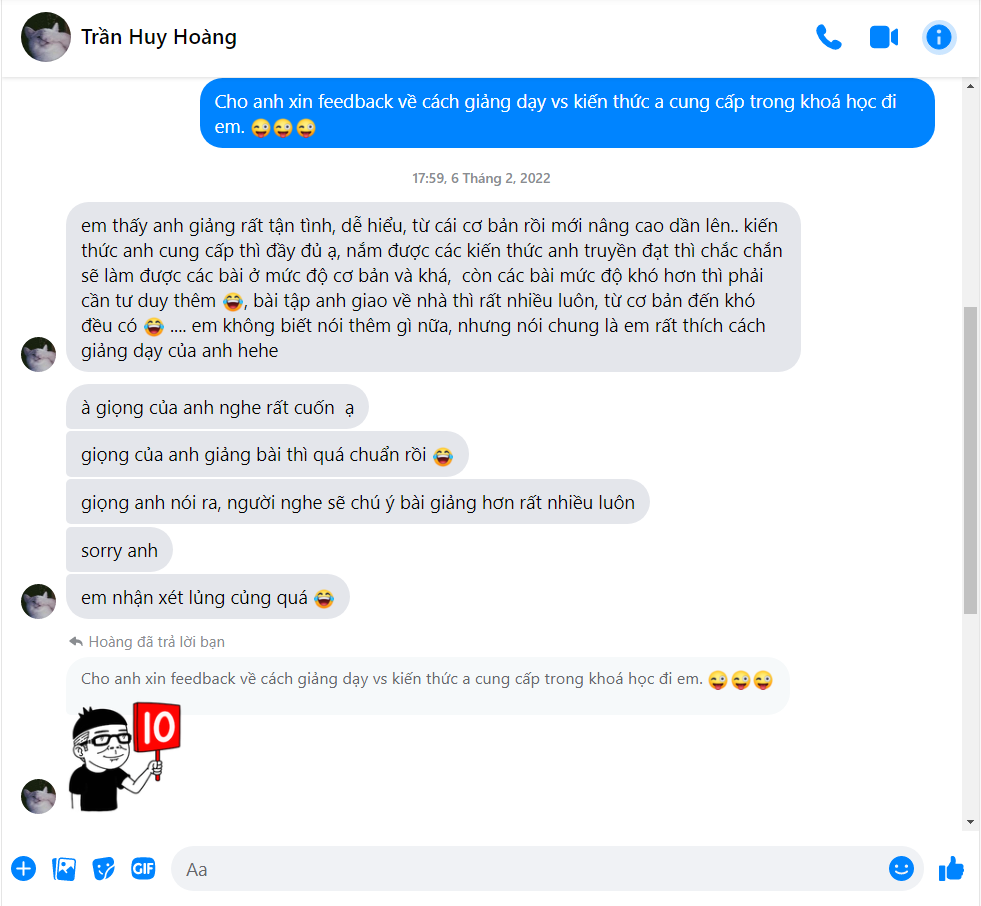 Trần Huy Hoàng
Cho anh xin feedback về cách giảng dạy vs kiến thức a cung cấp trong khoá học đi
em. 😜😜😜
17:59, 6 Tháng 2, 2022
em thấy anh giảng rất tận tình, dễ hiểu, từ cái cơ bản rồi mới nâng cao dần lên.. kiến
thức anh cung cấp thì đầy đủ ạ, nắm được các kiến thức anh truyền đạt thì chắc chắn
sẽ làm được các bài ở mức độ cơ bản và khá,  còn các bài mức độ khó hơn thì phải
cần tư duy thêm 😂, bài tập anh giao về nhà thì rất nhiều luôn, từ cơ bản đến khó
đều có 😂 .... em không biết nói thêm gì nữa, nhưng nói chung là em rất thích cách
giảng dạy của anh hehe
à giọng của anh nghe rất cuốn  ạ
giọng của anh giảng bài thì quá chuẩn rồi 😂
giọng anh nói ra, người nghe sẽ chú ý bài giảng hơn rất nhiều luôn
sorry anh
em nhận xét lủng củng quá 😂
Hoàng đã trả lời bạn
Cho anh xin feedback về cách giảng dạy vs kiến thức a cung cấp trong khoá học đi em. 😜😜😜
10
GIF
Aa